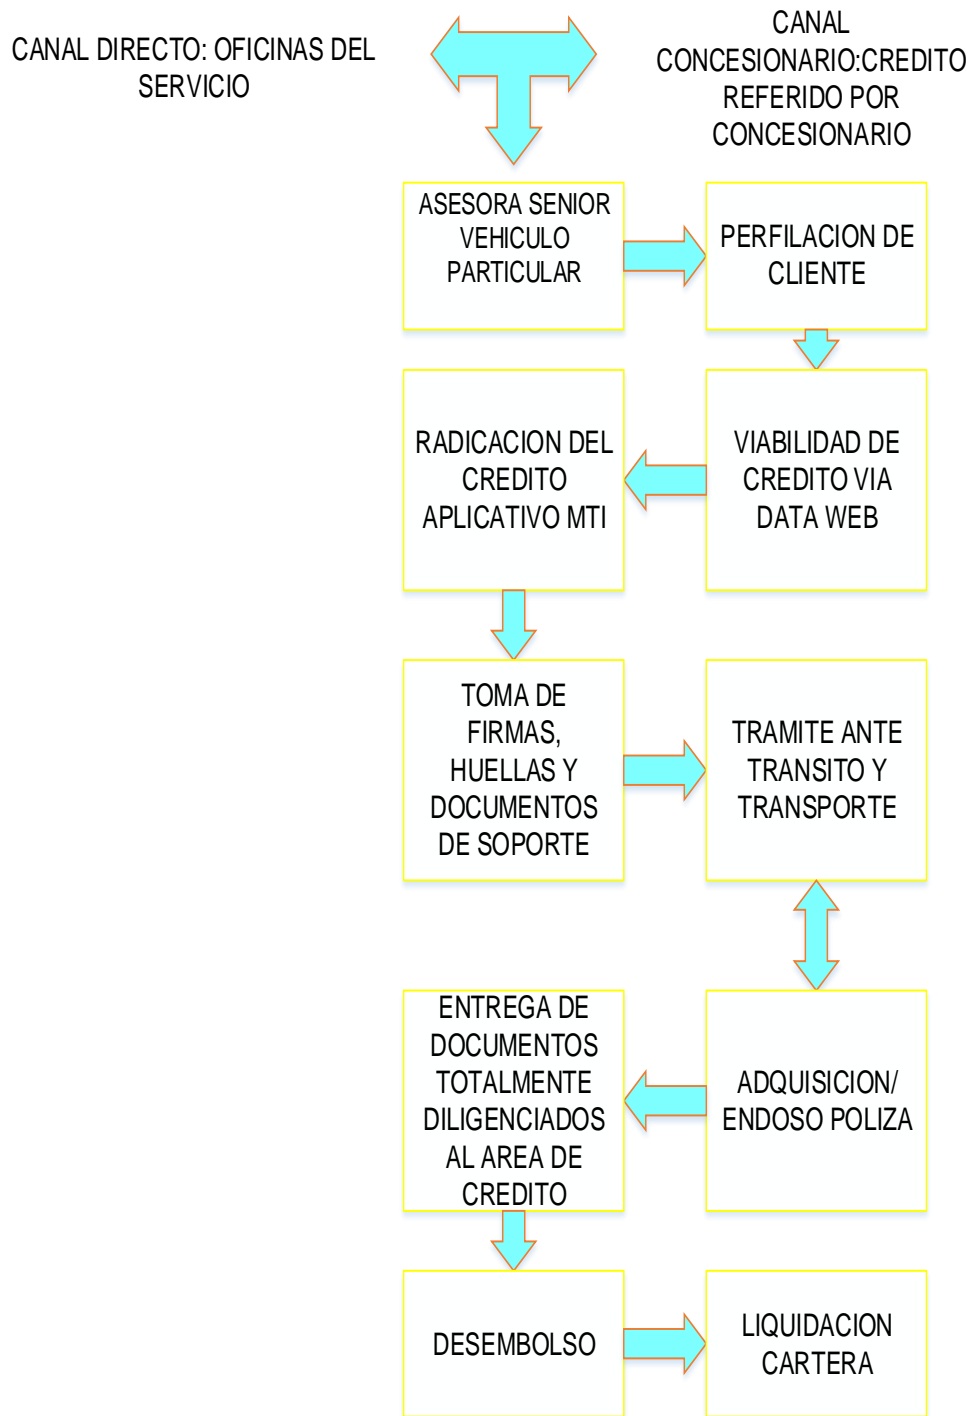 CANAL DIRECTO: OFICINAS DEL
SERVICIO
CANAL
CONCESIONARIO:CREDITO
REFERIDO POR
CONCESIONARIO
ASESORA SENIOR
VEHICULO
PARTICULAR
PERFILACION DE
CLIENTE
RADICACION DEL
CREDITO
APLICATIVO MTI
VIABILIDAD DE
CREDITO VIA
DATA WEB
TOMA DE
FIRMAS,
HUELLAS Y
DOCUMENTOS
DE SOPORTE
TRAMITE ANTE
TRANSITO Y
TRANSPORTE
ENTREGA DE
DOCUMENTOS
TOTALMENTE
DILIGENCIADOS
AL AREA DE
CREDITO
ADQUISICION/
ENDOSO POLIZA
DESEMBOLSO
LIQUIDACION
CARTERA